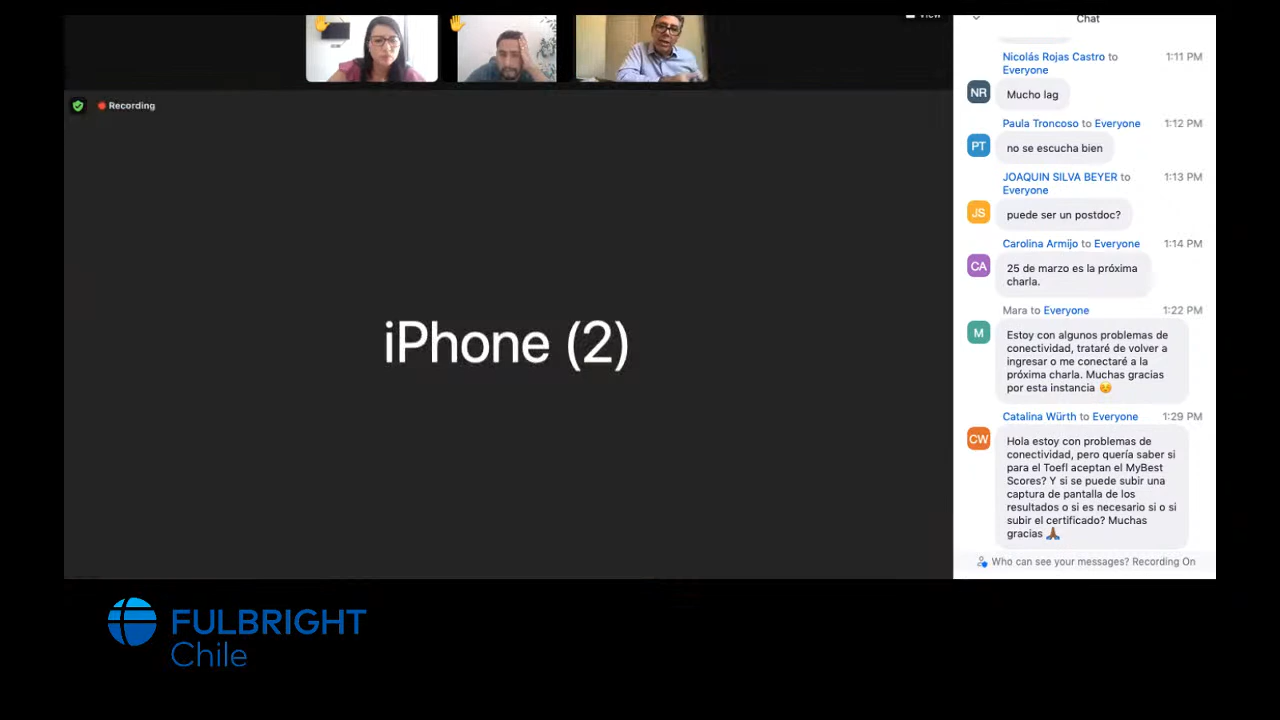 View
Chat
Recording
Nicolás Rojas Castro to
Everyone
1:11 PM
NR
Mucho lag
Paula Troncoso to Everyone
1:12 PM
PT
no se escucha bien
JOAQUIN SILVA BEYER to
Everyone
1:13 PM
JS
puede ser un postdoc?
Carolina Armijo to Everyone
1:14 PM
CA
25 de marzo es la próxima
charla.
Mara to Everyone
1:22 PM
M
Estoy con algunos problemas de
conectividad, trataré de volver a
ingresar o me conectaré a la
próxima charla. Muchas gracias
por esta instancia
Catalina Würth to Everyone
1:29 PM
CW
Hola estoy con problemas de
conectividad, pero quería saber si
para el Toefl aceptan el MyBest
Scores? Y si se puede subir una
captura de pantalla de los
resultados o si es necesario si o si
subir el certificado? Muchas
gracias
Who can see your messages? Recording On
iPhone (2)
FULBRIGHT
Chile